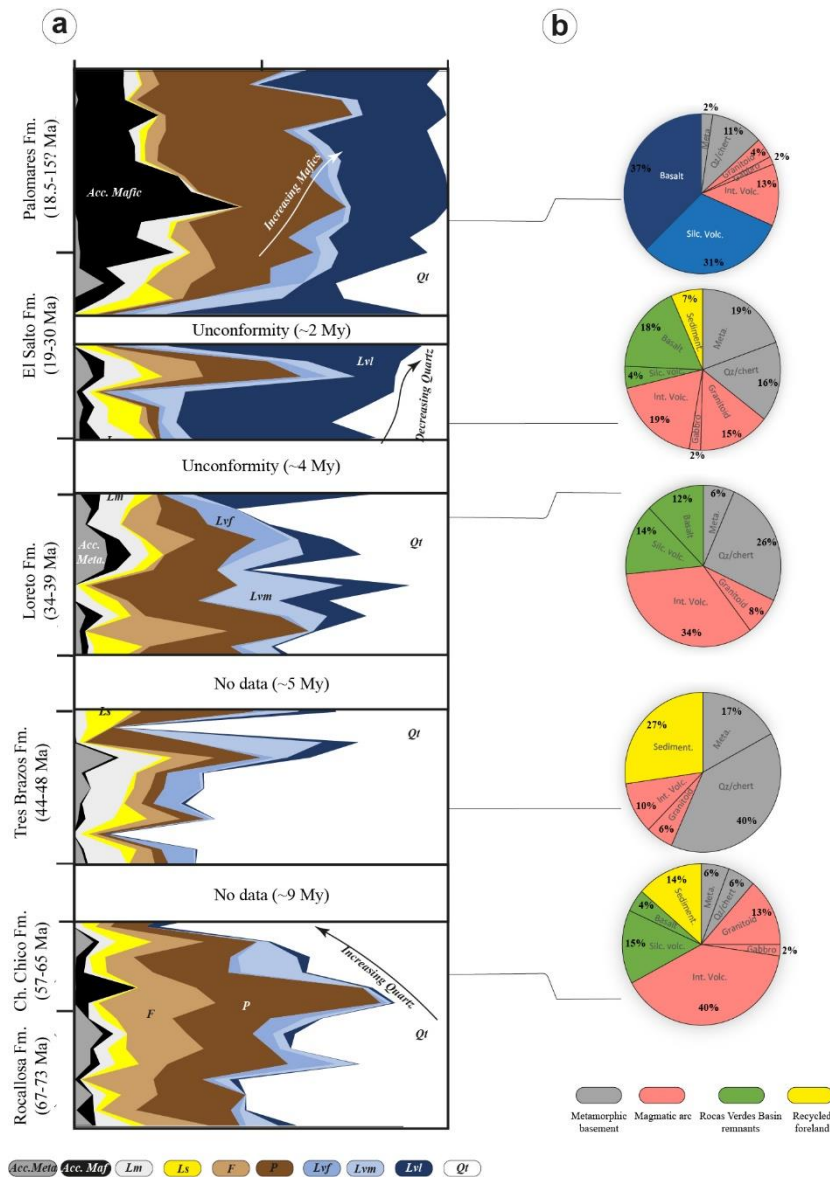 a
b
Palomares Fm.
(18.5-15? Ma)
El Salto Fm.
(19-30 Ma)
Loreto Fm.
(34-39 Ma)
Tres Brazos Fm.
(44-48 Ma)
Ch. Chico Fm.
(57-65 Ma)
Rocallosa Fm.
(67-73 Ma)
Acc. Mafic
Increasing Mafics
Qt
Unconformity (~2 My)
Lvl
Decreasing Quartz
Unconformity (~4 My)
Lm
Acc.
Meta.
Lvf
Lvm
Qt
No data (~5 My)
Ls
Qt
No data (~9 My)
Increasing Quartz
F
P
Qt
Acc.Meta
Acc. Maf
Lm
Ls
F
P
Lvf
Lvm
Lvl
Qt
2%
Meta.
11%
Qz/chert
4%
Granitoid
2%
Gabbro
13%
Int. Volc.
31%
Silc. Volc.
37%
Basalt
19%
Meta.
16%
Qz/chert
15%
Granitoid
2%
Gabbro
19%
Int. Volc.
4%
Silc. volc.
18%
Basalt
7%
Sediment.
6%
Meta.
26%
Qz/chert
8%
Granitoid
34%
Int. Volc.
14%
Silc. volc.
12%
Basalt
17%
Meta.
40%
Qz/chert
6%
Granitoid
10%
Int. Volc.
27%
Sediment.
6%
Meta.
6%
Qz/chert
13%
Granitoid
2%
Gabbro
40%
Int. Volc.
15%
Silc. volc.
4%
Basalt
14%
Sediment.
Metamorphic
basement
Magmatic arc
Rocas Verdes Basin
remnants
Recycled
foreland